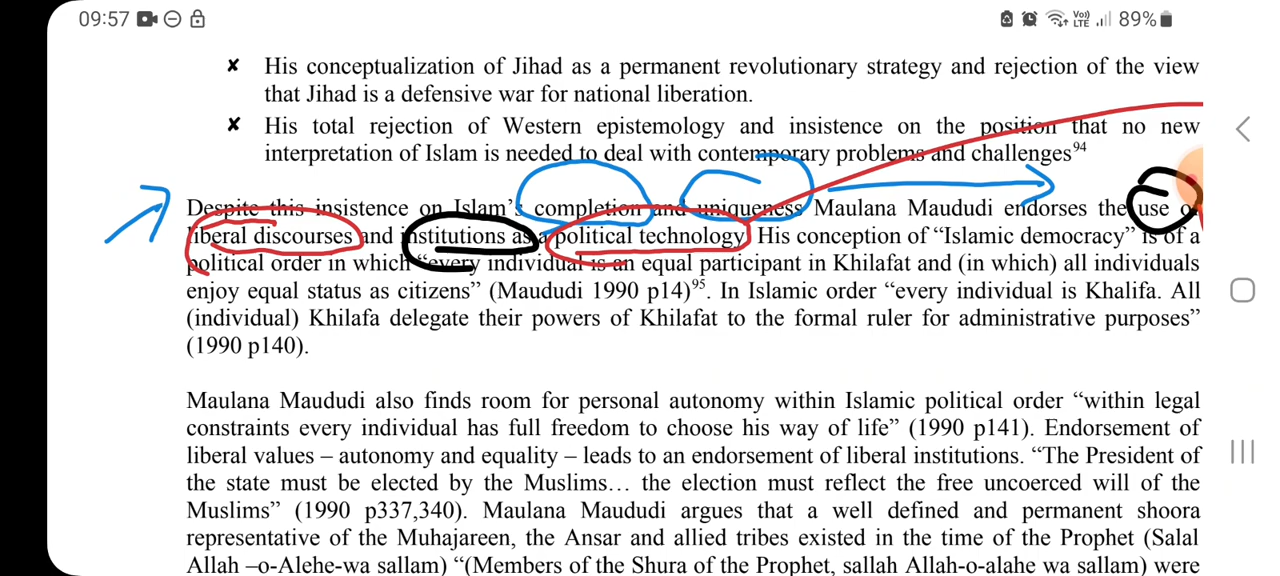 09:57
Vo) LTE 89%
✘ His conceptualization of Jihad as a permanent revolutionary strategy and rejection of the view
that Jihad is a defensive war for national liberation.
✘ His total rejection of Western epistemology and insistence on the position that no new
interpretation of Islam is needed to deal with contemporary problems and challenges94
Despite this insistence on Islam's completion and uniqueness Maulana Maududi endorses the use of
liberal discourses and institutions as a political technology. His conception of “Islamic democracy” is of a
political order in which “every individual is an equal participant in Khilafat and (in which) all individuals
enjoy equal status as citizens” (Maududi 1990 p14)95. In Islamic order “every individual is Khalifa. All
(individual) Khilafa delegate their powers of Khilafat to the formal ruler for administrative purposes”
(1990 p140).
Maulana Maududi also finds room for personal autonomy within Islamic political order “within legal
constraints every individual has full freedom to choose his way of life” (1990 p141). Endorsement of
liberal values – autonomy and equality – leads to an endorsement of liberal institutions. “The President of
the state must be elected by the Muslims… the election must reflect the free uncoerced will of the
Muslims” (1990 p337,340). Maulana Maududi argues that a well defined and permanent shoora
representative of the Muhajareen, the Ansar and allied tribes existed in the time of the Prophet (Salal
Allah –o-Alehe-wa sallam) “(Members of the Shura of the Prophet, sallah Allah-o-alahe wa sallam) were